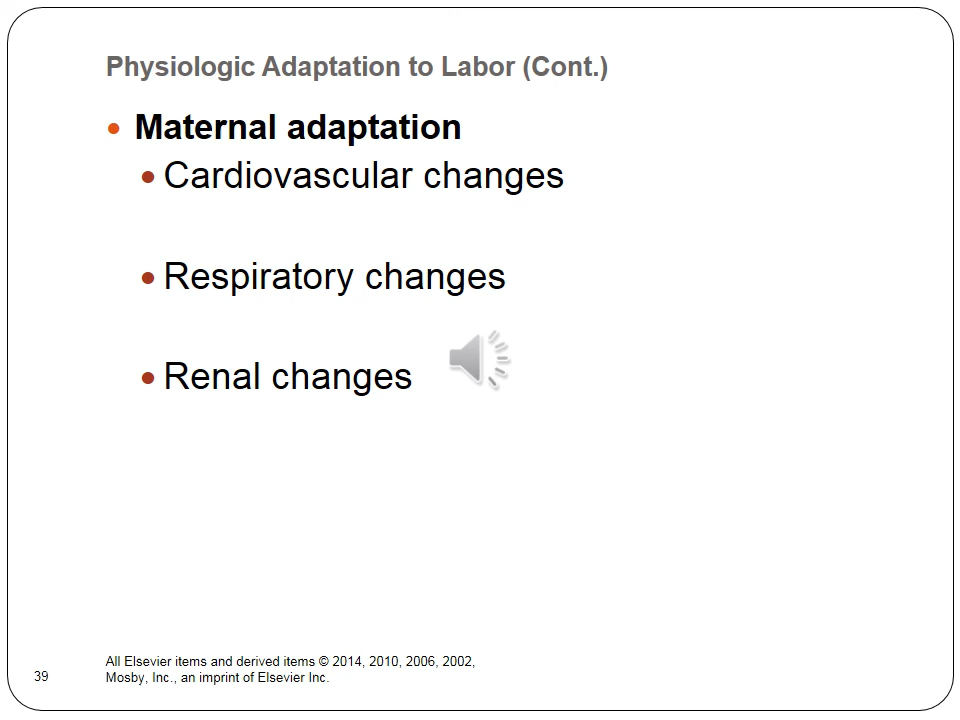 Physiologic Adaptation to Labor (Cont.)
• Maternal adaptation
• Cardiovascular changes
• Respiratory changes
• Renal changes
All Elsevier items and derived items © 2014, 2010, 2006, 2002,
Mosby, Inc., an imprint of Elsevier Inc.
39